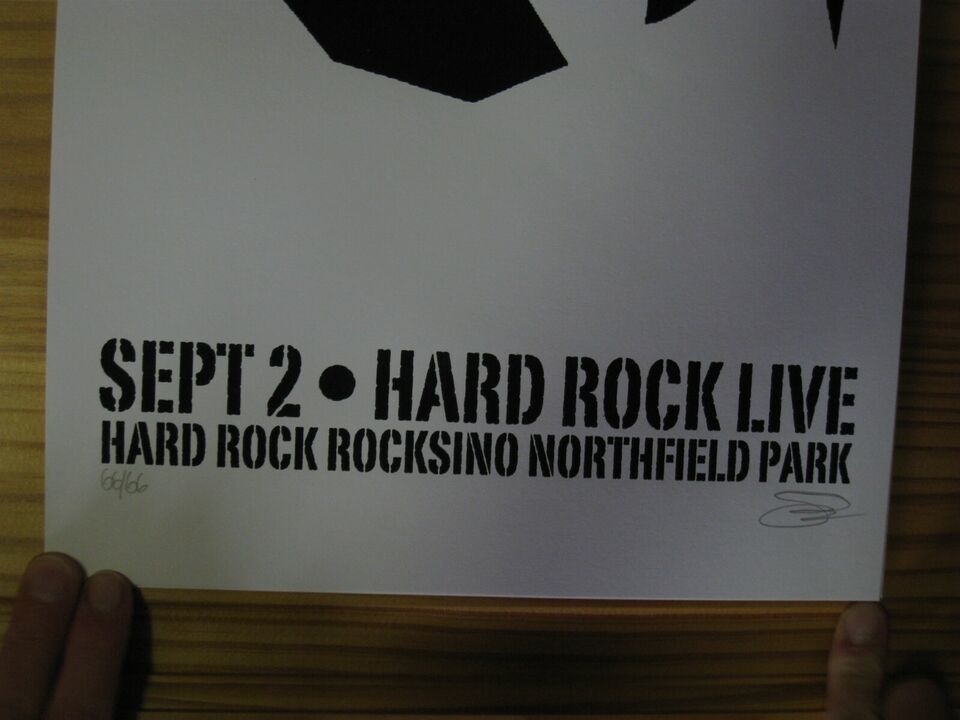 SEPT 2 • HARD ROCK LIVE
HARD ROCK ROCKSINO NORTHFIELD PARK
66/66